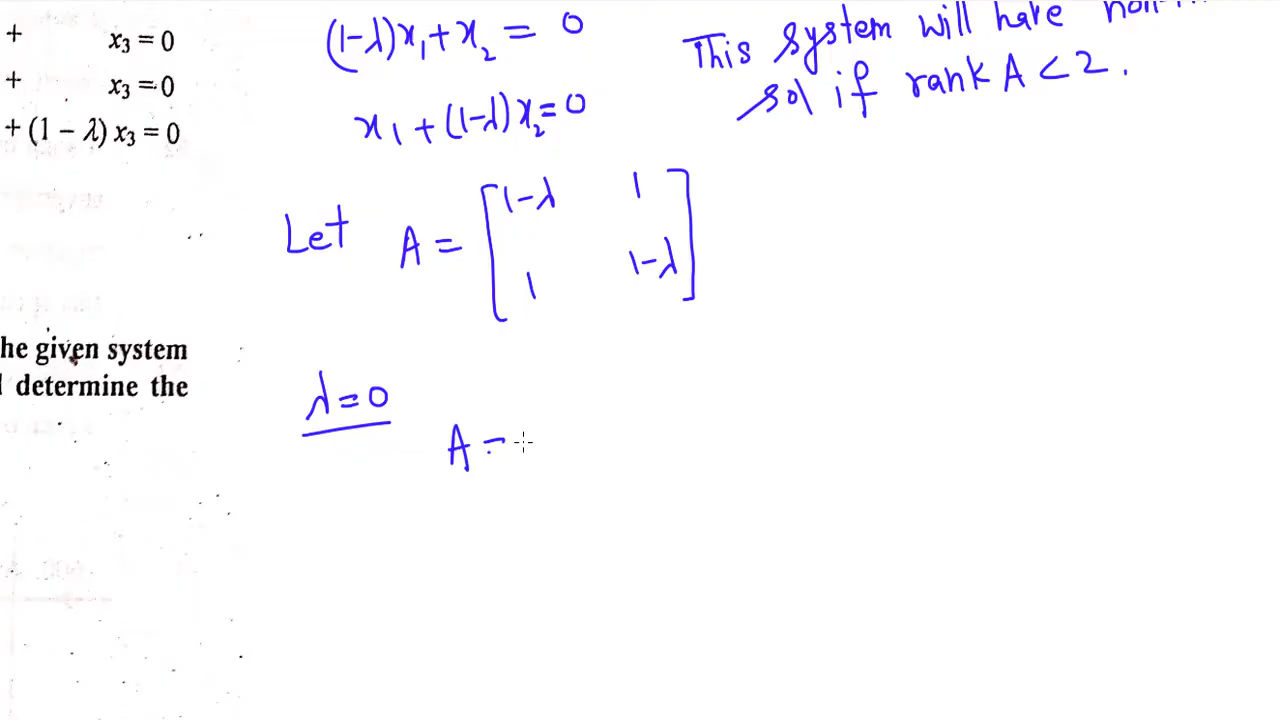 + x₃ = 0
+ x₃ = 0
+ (1 − λ) x₃ = 0
he given system
determine the
(1-λ)x₁ + x₂ = 0
x₁ + (1-λ)x₂ = 0
This system will have
sol if rank A < 2.
Let A = [1-λ 1
1 1-λ]
λ = 0
A =